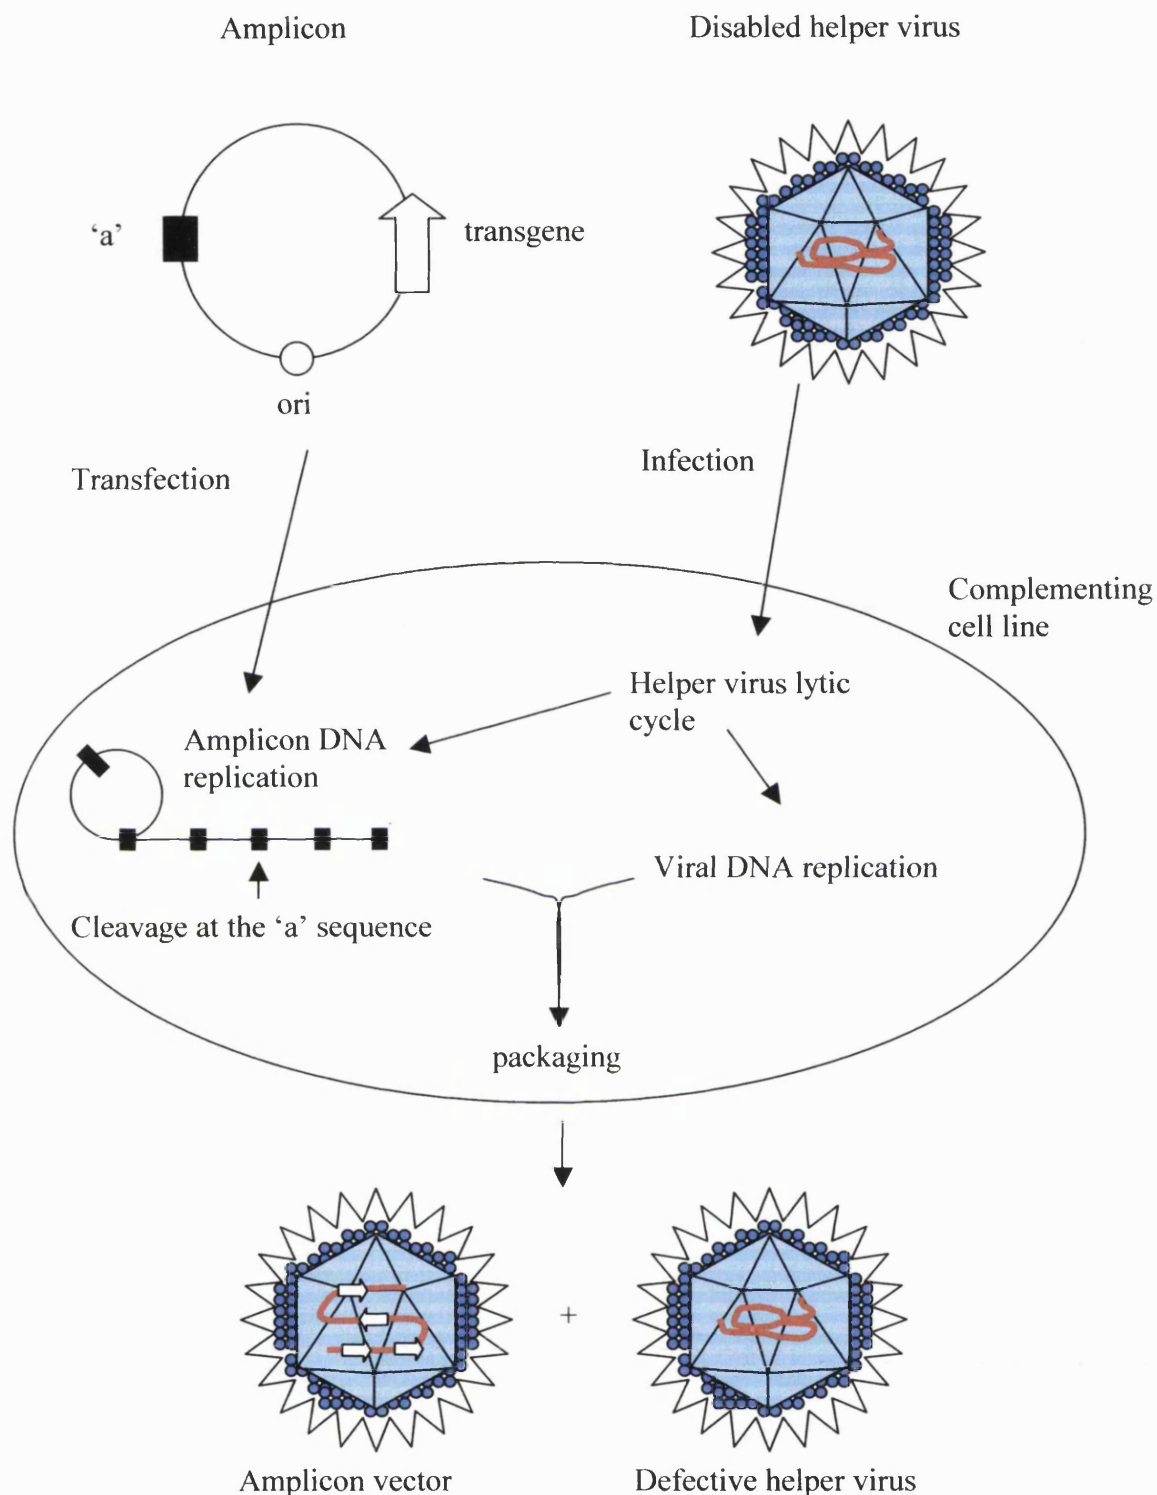 Amplicon
Disabled helper virus
‘a’
transgene
ori
Transfection
Infection
Complementing
cell line
Helper virus lytic
cycle
Amplicon DNA
replication
Viral DNA replication
Cleavage at the ‘a’ sequence
packaging
+
Amplicon vector
Defective helper virus